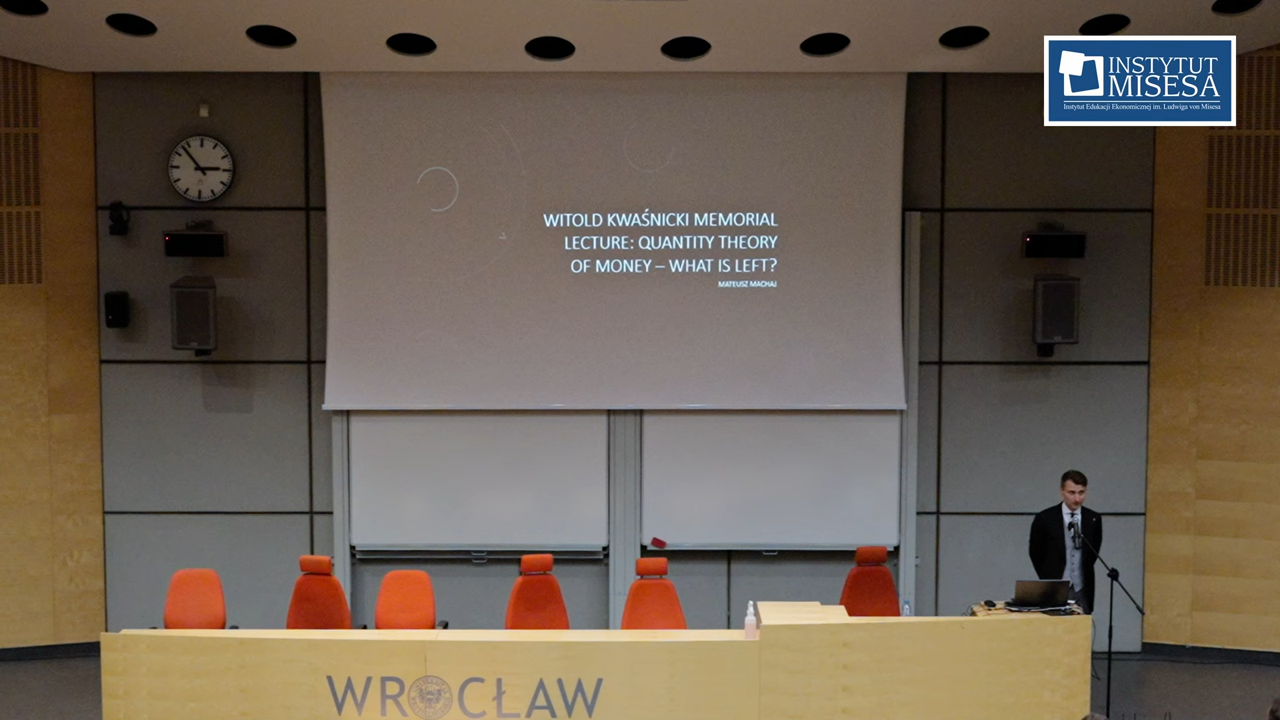 INSTYTUT
MISESA
Instytut Edukacji Ekonomicznej im. Ludwiga von Misesa
WITOLD KWAŚNICKI MEMORIAL
LECTURE: QUANTITY THEORY
OF MONEY – WHAT IS LEFT?
MATEUSZ MACHAJ
WROCŁAW